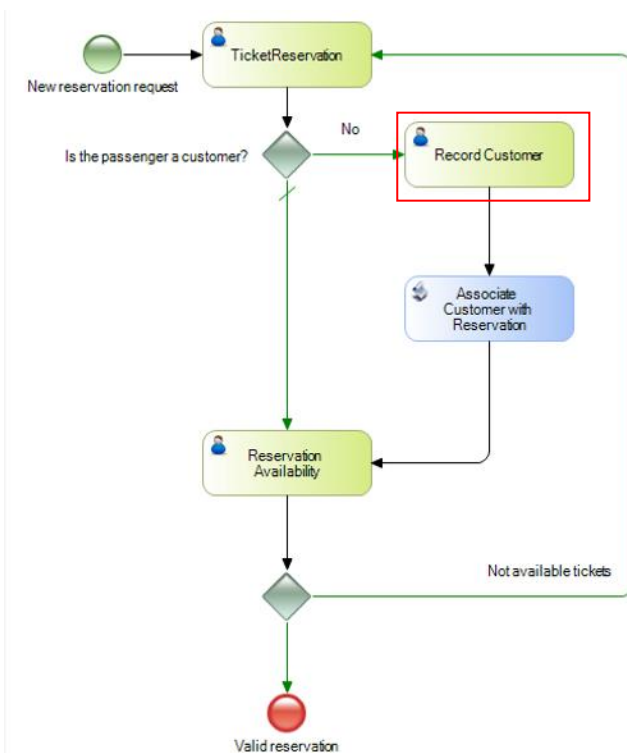 TicketReservation
New reservation request
No
Is the passenger a customer?
Record Customer
Associate
Customer with
Reservation
Reservation
Availability
Not available tickets
Valid reservation